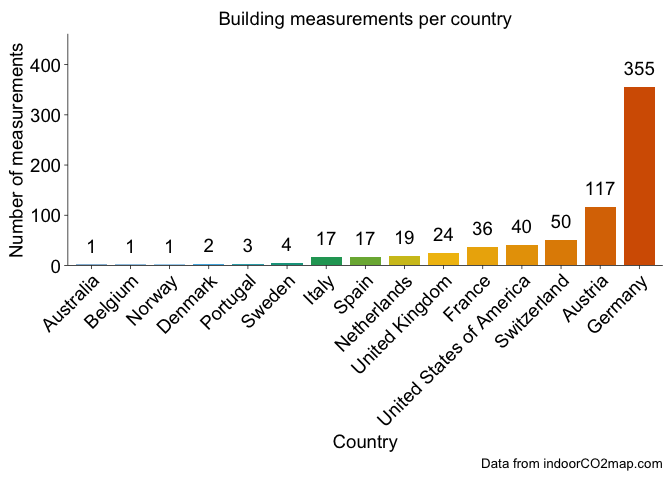 Building measurements per country
Number of measurements
400
300
200
100
0
1
1
1
2
3
4
17
17
19
24
36
40
50
117
355
Australia
Belgium
Norway
Denmark
Portugal
Sweden
Italy
Spain
Netherlands
United Kingdom
France
United States of America
Switzerland
Austria
Germany
Country
Data from indoorCO2map.com